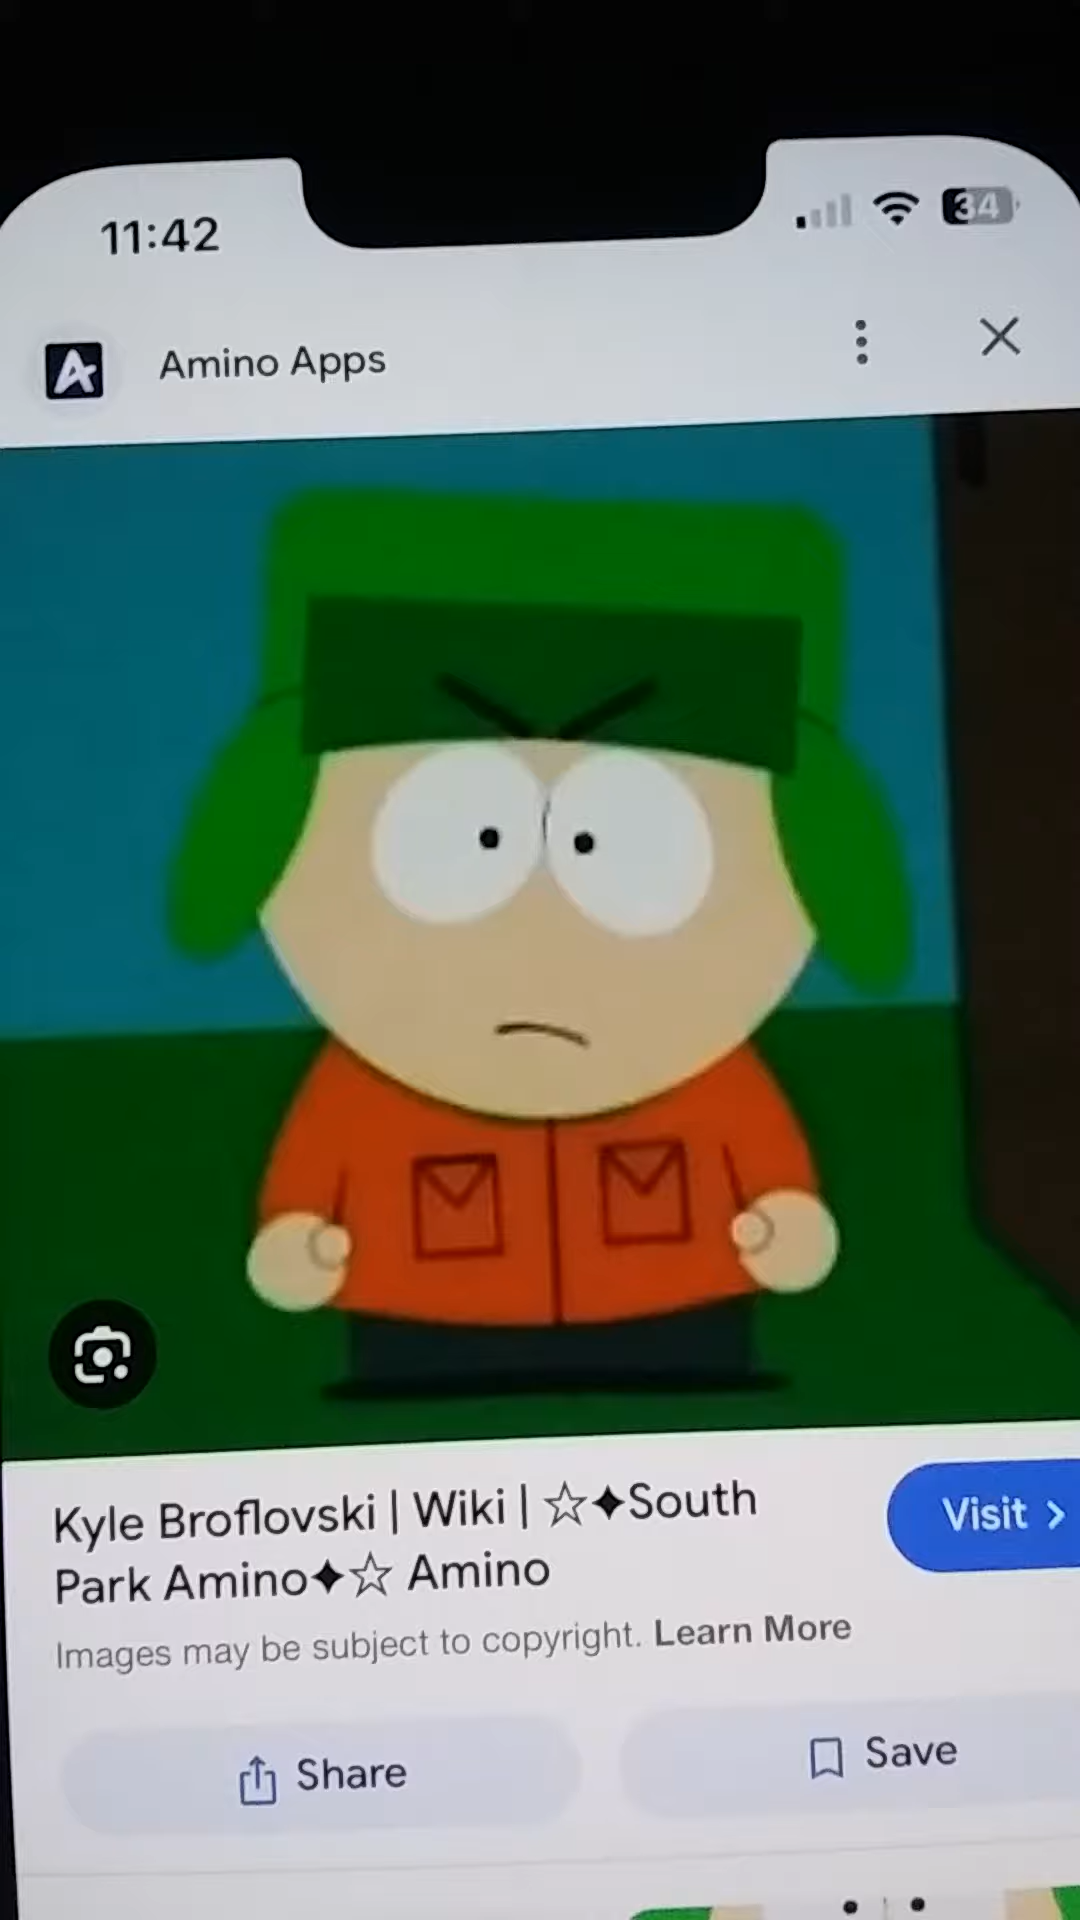 11:42
34
Amino Apps
Kyle Broflovski | Wiki | ☆✦South
Park Amino✦☆ Amino
Visit
Images may be subject to copyright. Learn More
Share
Save